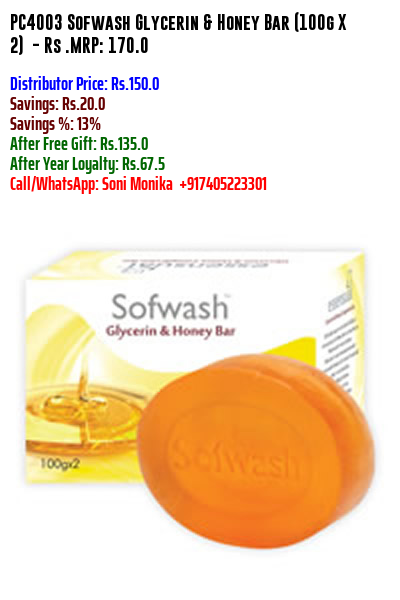 PC4003 Sofwash Glycerin & Honey Bar (100g X
2) - Rs .MRP: 170.0
Distributor Price: Rs.150.0
Savings: Rs.20.0
Savings %: 13%
After Free Gift: Rs.135.0
After Year Loyalty: Rs.67.5
Call/WhatsApp: Soni Monika +917405223301
Sofwash™
Glycerin & Honey Bar
Sofwash
100gx2